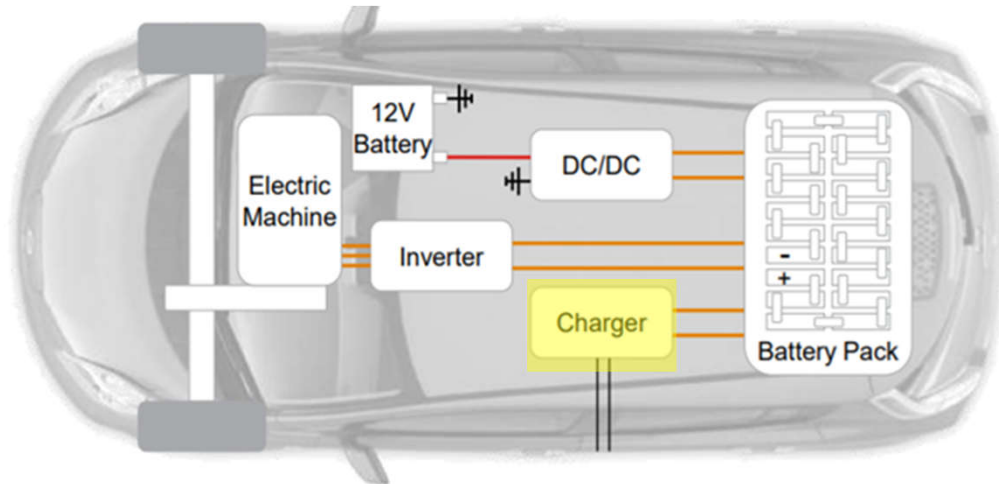 12V
Battery
DC/DC
Electric
Machine
Inverter
-
+
Charger
Battery Pack